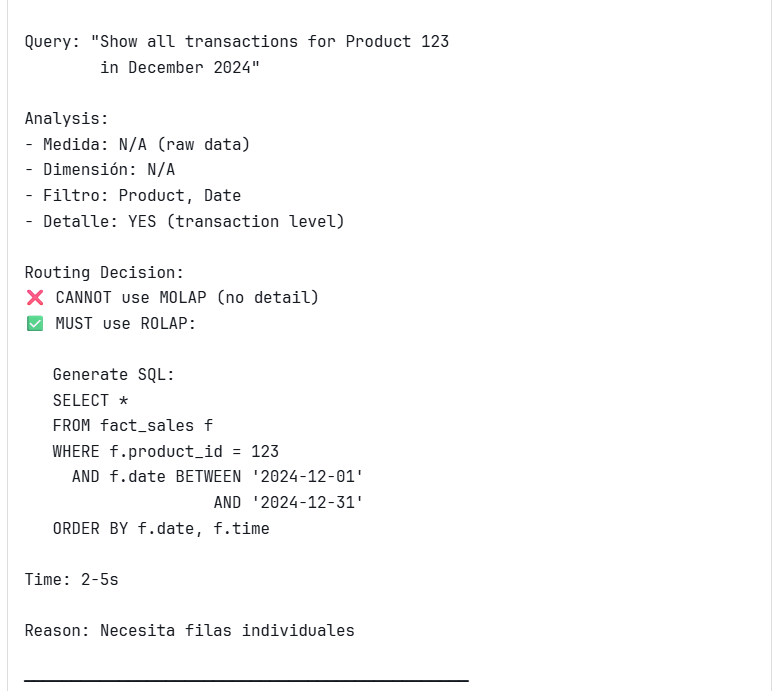 Query: "Show all transactions for Product 123
in December 2024"
Analysis:
- Medida: N/A (raw data)
- Dimensión: N/A
- Filtro: Product, Date
- Detalle: YES (transaction level)
Routing Decision:
❌ CANNOT use MOLAP (no detail)
✅ MUST use ROLAP:
Generate SQL:
SELECT *
FROM fact_sales f
WHERE f.product_id = 123
AND f.date BETWEEN '2024-12-01'
AND '2024-12-31'
ORDER BY f.date, f.time
Time: 2-5s
Reason: Necesita filas individuales